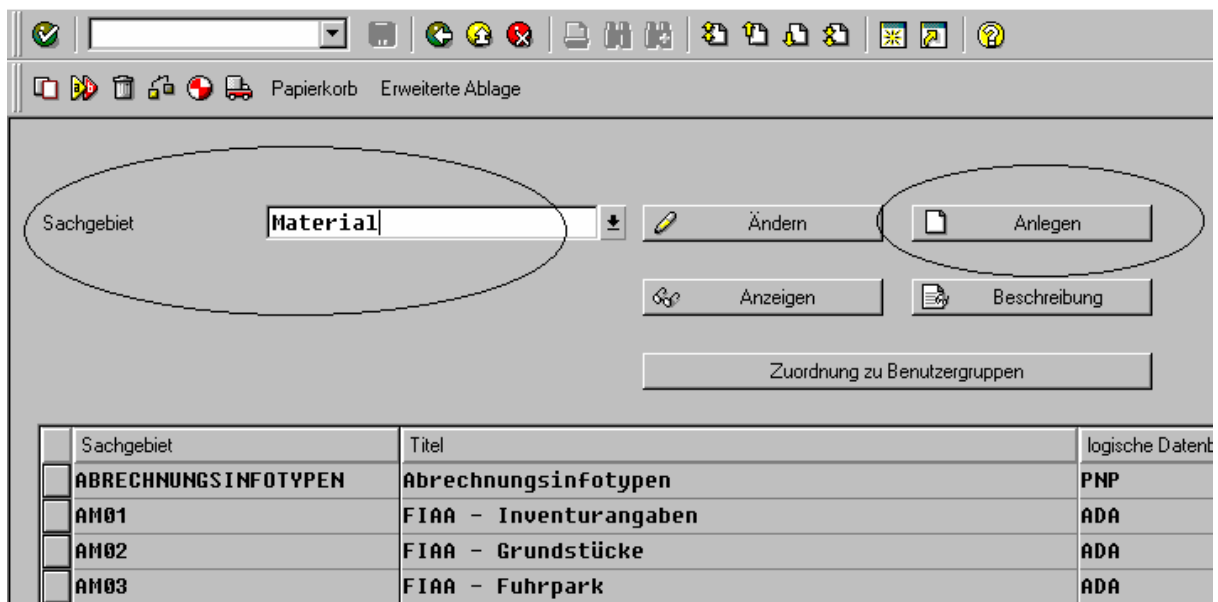 Papierkorb Erweiterte Ablage
Sachgebiet Material Ändern Anlegen
Anzeigen Beschreibung
Zuordnung zu Benutzergruppen
Sachgebiet Titel logische Datenb
ABRECHNUNGSINFOTYPEN Abrechnungsinfotypen PNP
AM01 FIAA - Inventurangaben ADA
AM02 FIAA - Grundstücke ADA
AM03 FIAA - Fuhrpark ADA